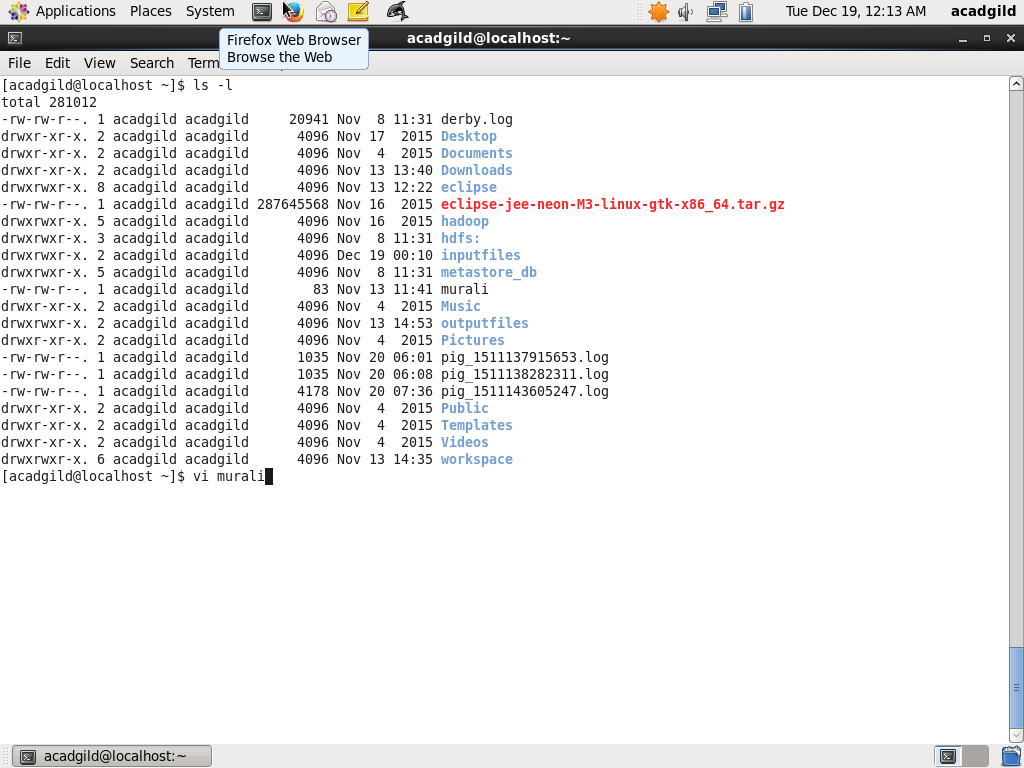 Applications Places System Tue Dec 19, 12:13 AM acadgild
Firefox Web Browser
Browse the Web
acadgild@localhost:~
File Edit View Search Term
[acadgild@localhost ~]$ ls -l
total 281012
-rw-rw-r--. 1 acadgild acadgild     20941 Nov  8 11:31 derby.log
drwxr-xr-x. 2 acadgild acadgild      4096 Nov 17  2015 Desktop
drwxr-xr-x. 2 acadgild acadgild      4096 Nov  4  2015 Documents
drwxr-xr-x. 2 acadgild acadgild      4096 Nov 13 13:40 Downloads
drwxrwxr-x. 8 acadgild acadgild      4096 Nov 13 12:22 eclipse
-rw-rw-r--. 1 acadgild acadgild 287645568 Nov 16  2015 eclipse-jee-neon-M3-linux-gtk-x86_64.tar.gz
drwxrwxr-x. 5 acadgild acadgild      4096 Nov 16  2015 hadoop
drwxrwxr-x. 3 acadgild acadgild      4096 Nov  8 11:31 hdfs:
drwxrwxr-x. 2 acadgild acadgild      4096 Dec 19 00:10 inputfiles
drwxrwxr-x. 5 acadgild acadgild      4096 Nov  8 11:31 metastore_db
-rw-rw-r--. 1 acadgild acadgild        83 Nov 13 11:41 murali
drwxr-xr-x. 2 acadgild acadgild      4096 Nov  4  2015 Music
drwxrwxr-x. 2 acadgild acadgild      4096 Nov 13 14:53 outputfiles
drwxr-xr-x. 2 acadgild acadgild      4096 Nov  4  2015 Pictures
-rw-rw-r--. 1 acadgild acadgild      1035 Nov 20 06:01 pig_1511137915653.log
-rw-rw-r--. 1 acadgild acadgild      1035 Nov 20 06:08 pig_1511138282311.log
-rw-rw-r--. 1 acadgild acadgild      4178 Nov 20 07:36 pig_1511143605247.log
drwxr-xr-x. 2 acadgild acadgild      4096 Nov  4  2015 Public
drwxr-xr-x. 2 acadgild acadgild      4096 Nov  4  2015 Templates
drwxr-xr-x. 2 acadgild acadgild      4096 Nov  4  2015 Videos
drwxrwxr-x. 6 acadgild acadgild      4096 Nov 13 14:35 workspace
[acadgild@localhost ~]$ vi murali
acadgild@localhost:~